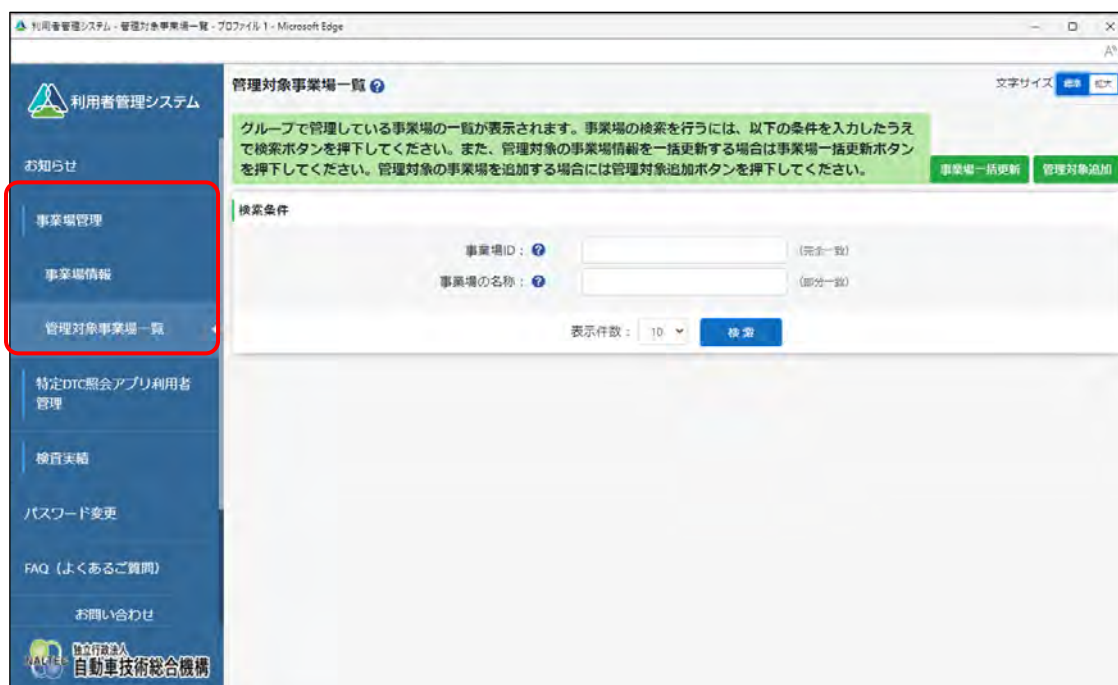 利用者管理システム - 管理対象事業場一覧 - プロファイル 1 - Microsoft Edge
利用者管理システム
お知らせ
事業場管理
事業場情報
管理対象事業場一覧
特定DTC照会アプリ利用者
管理
検査実績
パスワード変更
FAQ（よくあるご質問）
お問い合わせ
NALTEC
独立行政法人
自動車技術総合機構
管理対象事業場一覧 ?
文字サイズ 標準 拡大
グループで管理している事業場の一覧が表示されます。事業場の検索を行うには、以下の条件を入力したうえ
で検索ボタンを押下してください。また、管理対象の事業場情報を一括更新する場合は事業場一括更新ボタン
を押下してください。管理対象の事業場を追加する場合には管理対象追加ボタンを押下してください。
事業場一括更新 管理対象追加
検索条件
事業場ID： ? (完全一致)
事業場の名称： ? (部分一致)
表示件数： 10 検索